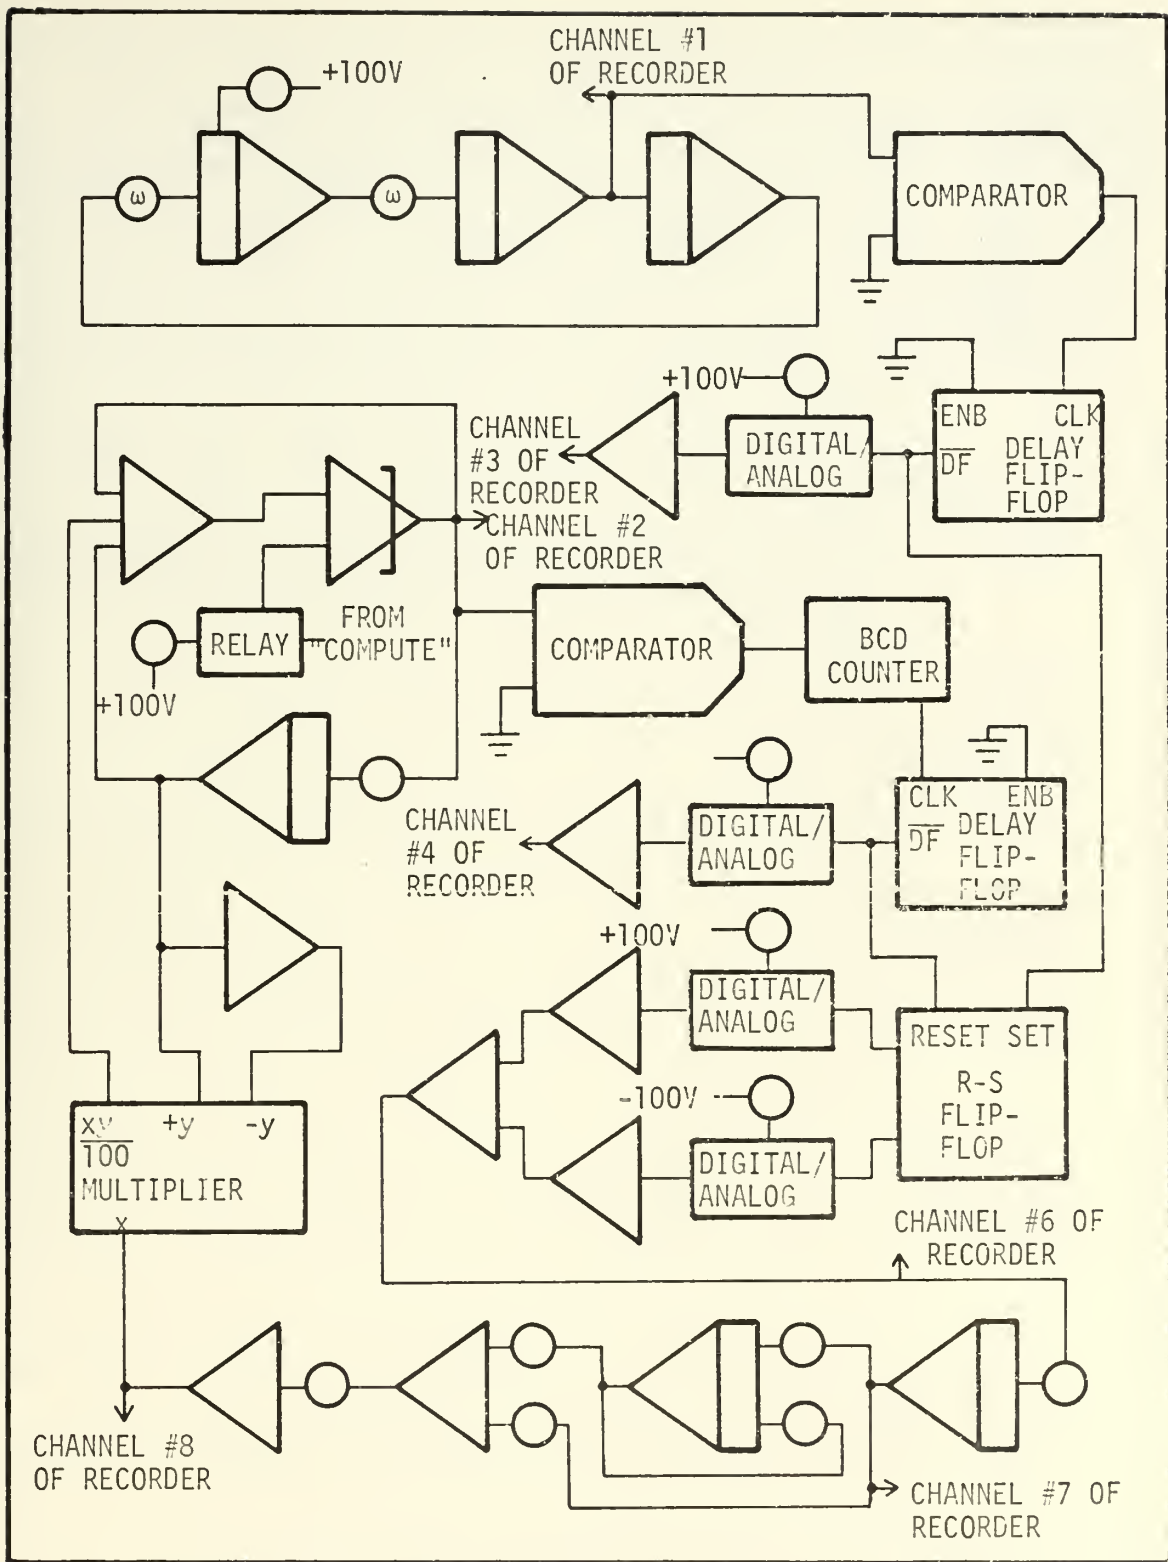 CHANNEL #1
OF RECORDER
+100V
ω
ω
COMPARATOR
+100V
ENB CLK
DF DELAY
FLIP-
FLOP
DIGITAL/
ANALOG
CHANNEL
#3 OF
RECORDER
CHANNEL #2
OF RECORDER
FROM
"COMPUTE"
RELAY
+100V
COMPARATOR
BCD
COUNTER
CLK ENB
DF DELAY
FLIP-
FLOP
DIGITAL/
ANALOG
CHANNEL
#4 OF
RECORDER
+100V
DIGITAL/
ANALOG
RESET SET
R-S
FLIP-
FLOP
-100V
DIGITAL/
ANALOG
xy +y -y
100
MULTIPLIER
x
CHANNEL #6 OF
RECORDER
CHANNEL #8
OF RECORDER
CHANNEL #7 OF
RECORDER